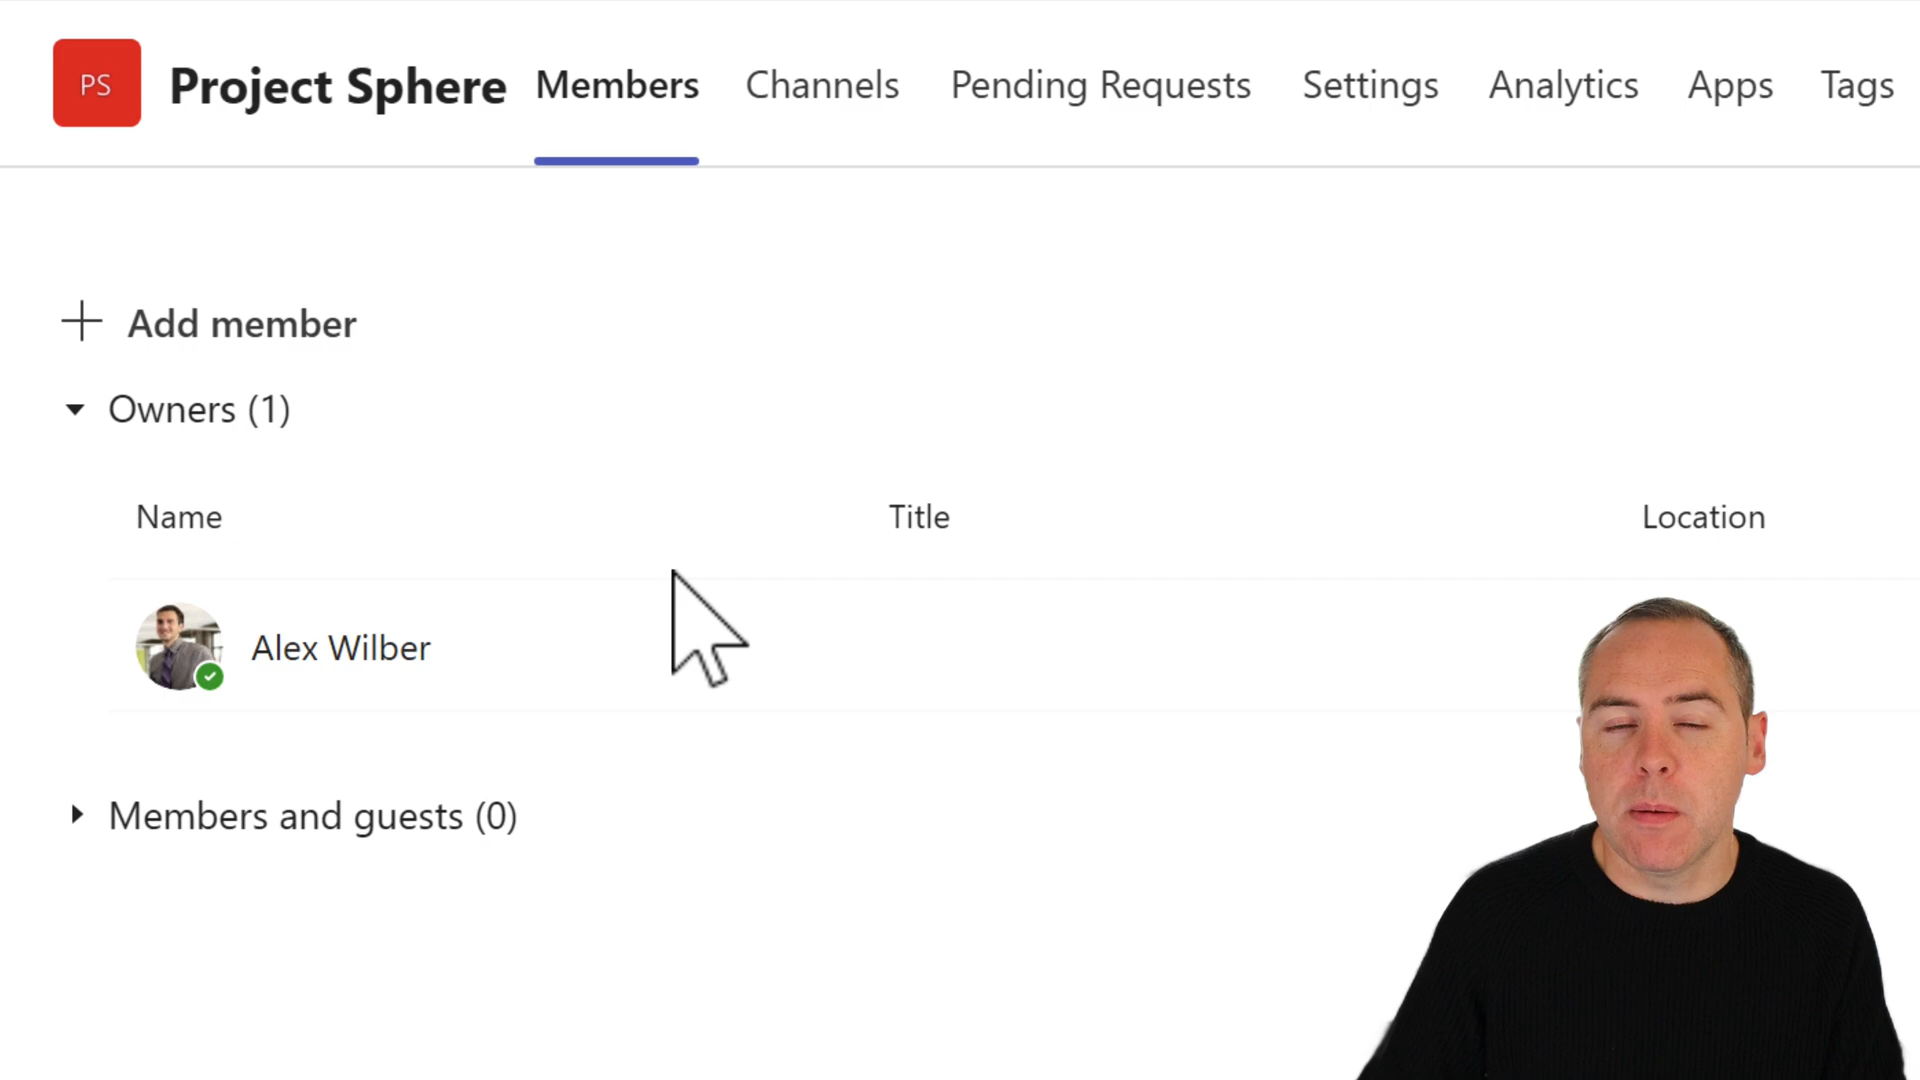 PS Project Sphere Members Channels Pending Requests Settings Analytics Apps Tags
Add member
Owners (1)
Name Title Location
Alex Wilber
Members and guests (0)